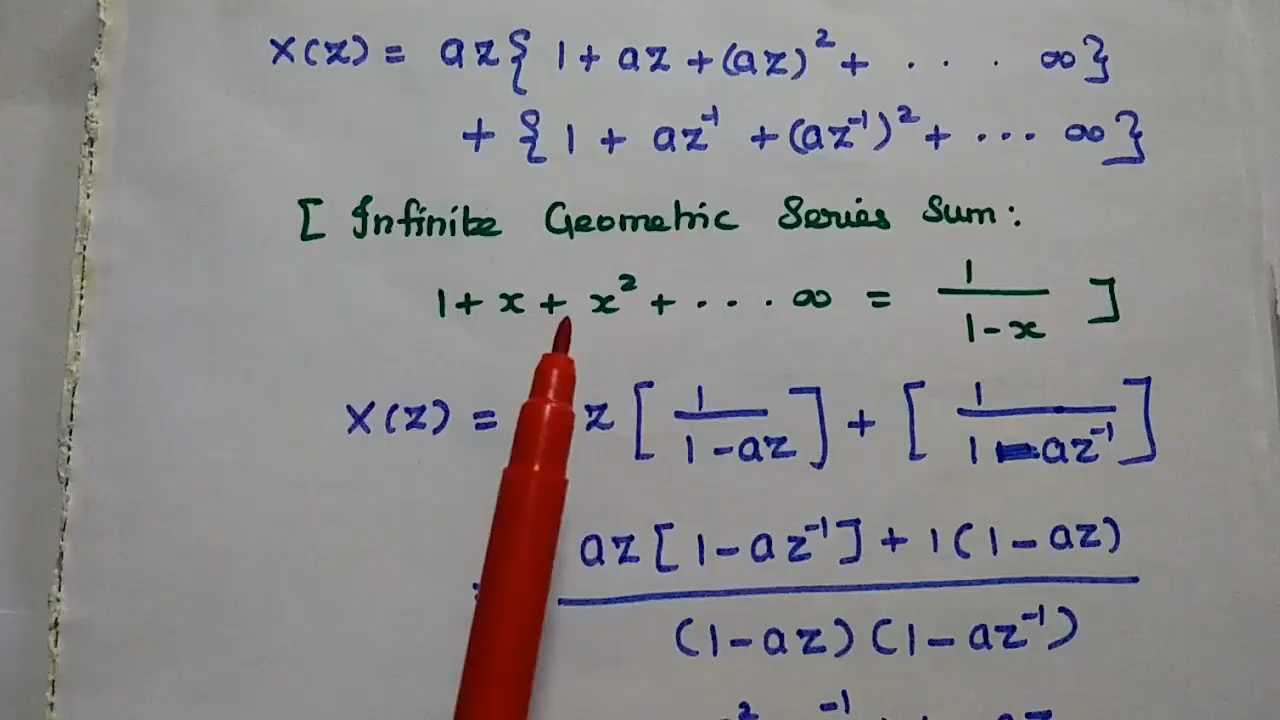 X(z) = az{ 1 + az + (az)² + . . . ∞}
+ { 1 + az⁻¹ + (az⁻¹)² + ... ∞}
[ Infinite Geometric Series Sum:
1 + x + x² + ... ∞ = 1/(1-x) ]
X(z) = z [ 1/(1-az) ] + [ 1/(1-az⁻¹) ]
az[1-az⁻¹] + 1(1-az)
(1-az)(1-az⁻¹)